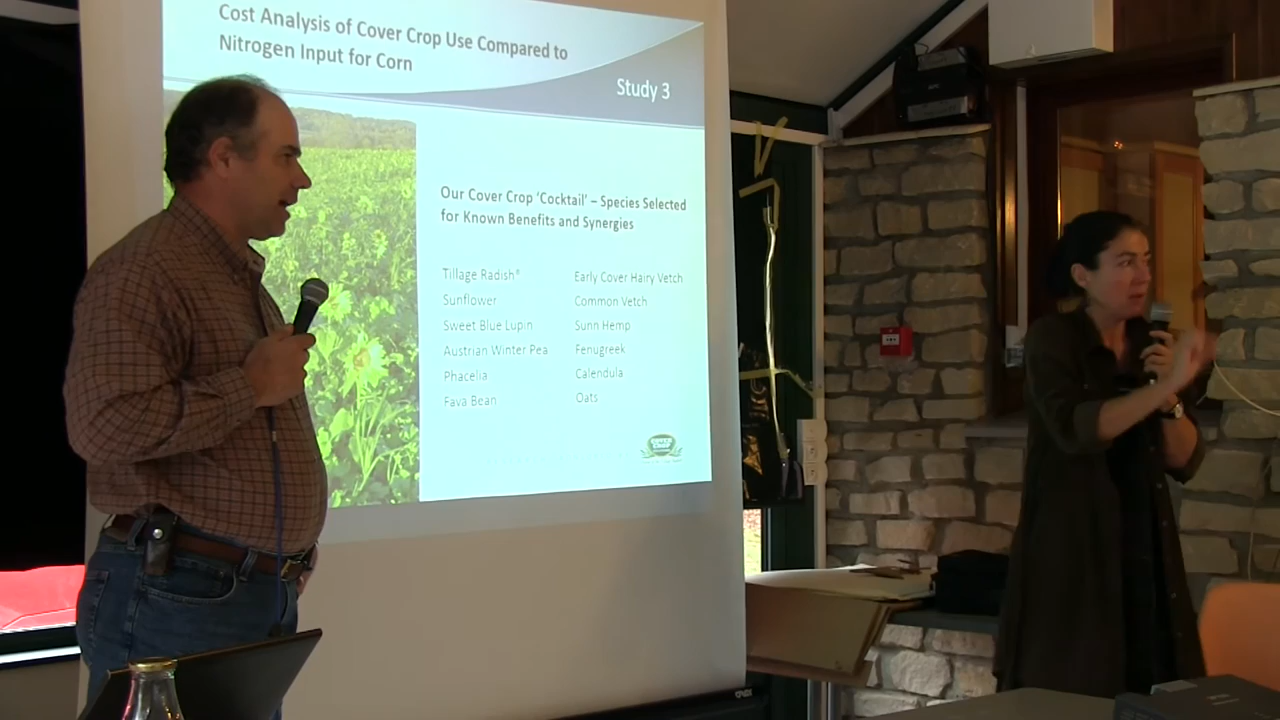 Cost Analysis of Cover Crop Use Compared to
Nitrogen Input for Corn
Study 3
Our Cover Crop ‘Cocktail’ – Species Selected
for Known Benefits and Synergies
Tillage Radish®
Sunflower
Sweet Blue Lupin
Austrian Winter Pea
Phacelia
Fava Bean
Early Cover Hairy Vetch
Common Vetch
Sunn Hemp
Fenugreek
Calendula
Oats